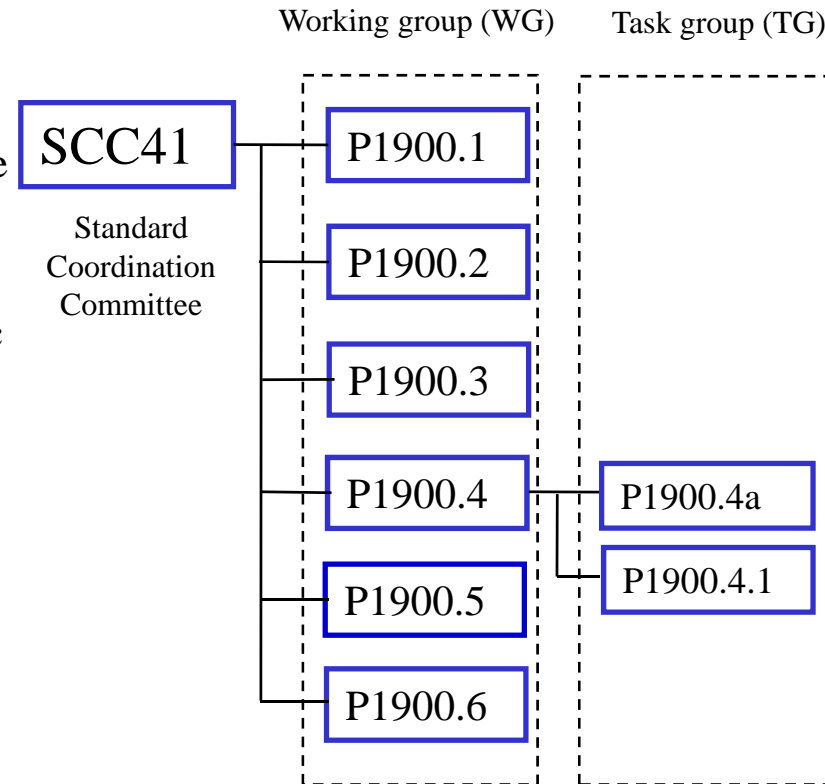 Working group (WG)
Task group (TG)
SCC41
e
Standard
Coordination
Committee
P1900.1
P1900.2
P1900.3
P1900.4
P1900.5
P1900.6
P1900.4a
P1900.4.1